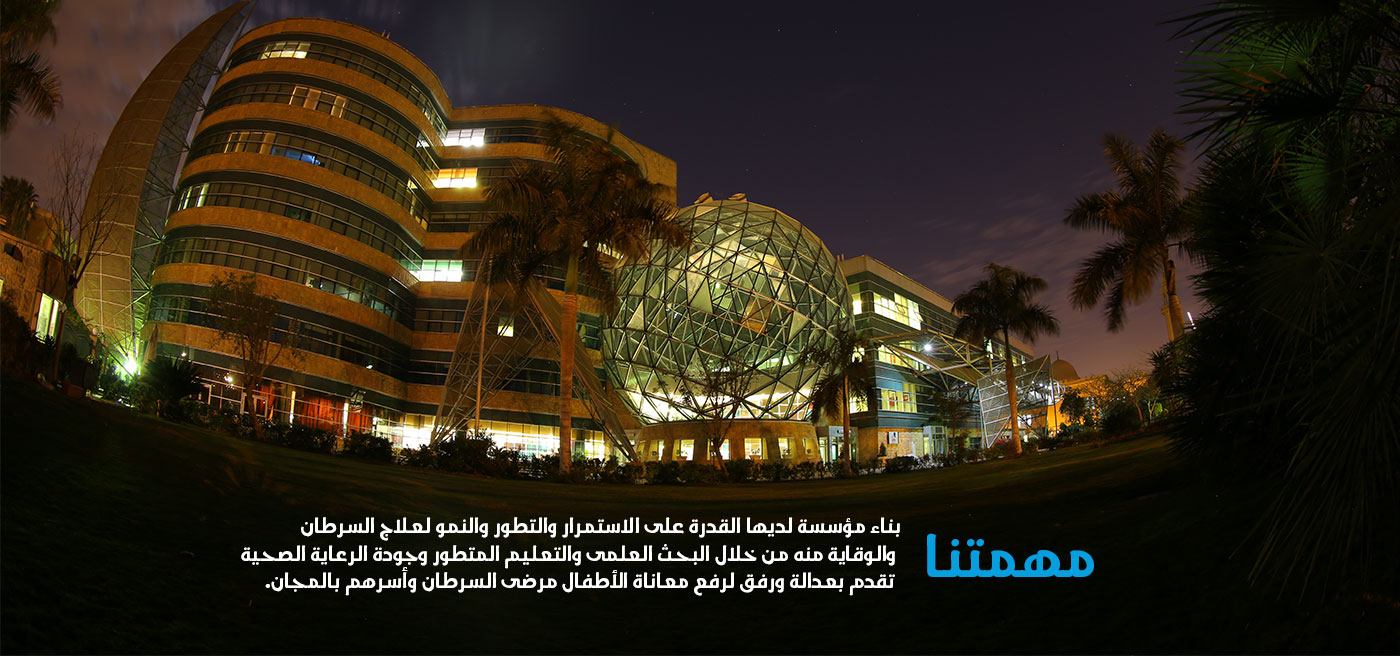 مهمتنا
بناء مؤسسة لديها القدرة على الاستمرار والتطور والنمو لعلاج السرطان
والوقاية منه من خلال البحث العلمى والتعليم المتطور وجودة الرعاية الصحية
تقدم بعدالة ورفق لرفع معاناة الأطفال مرضى السرطان وأسرهم بالمجان.